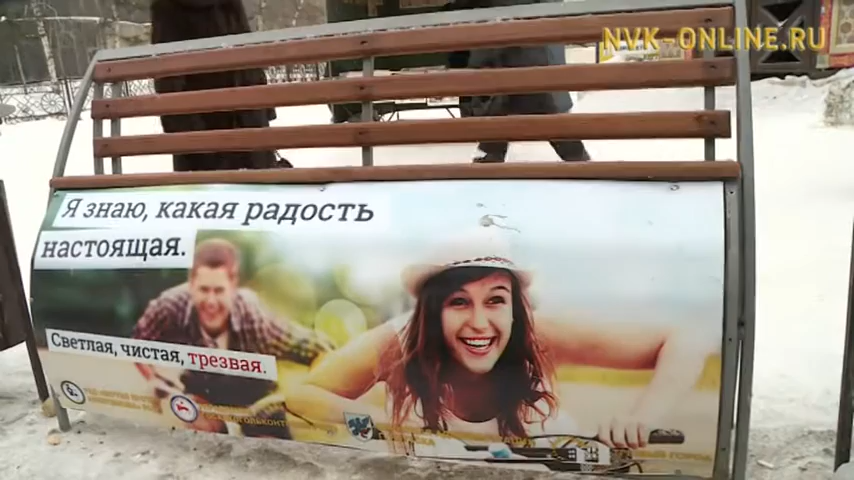 NVK-ONLINE.RU
Я знаю, какая радость
настоящая.
Светлая, чистая, трезвая.